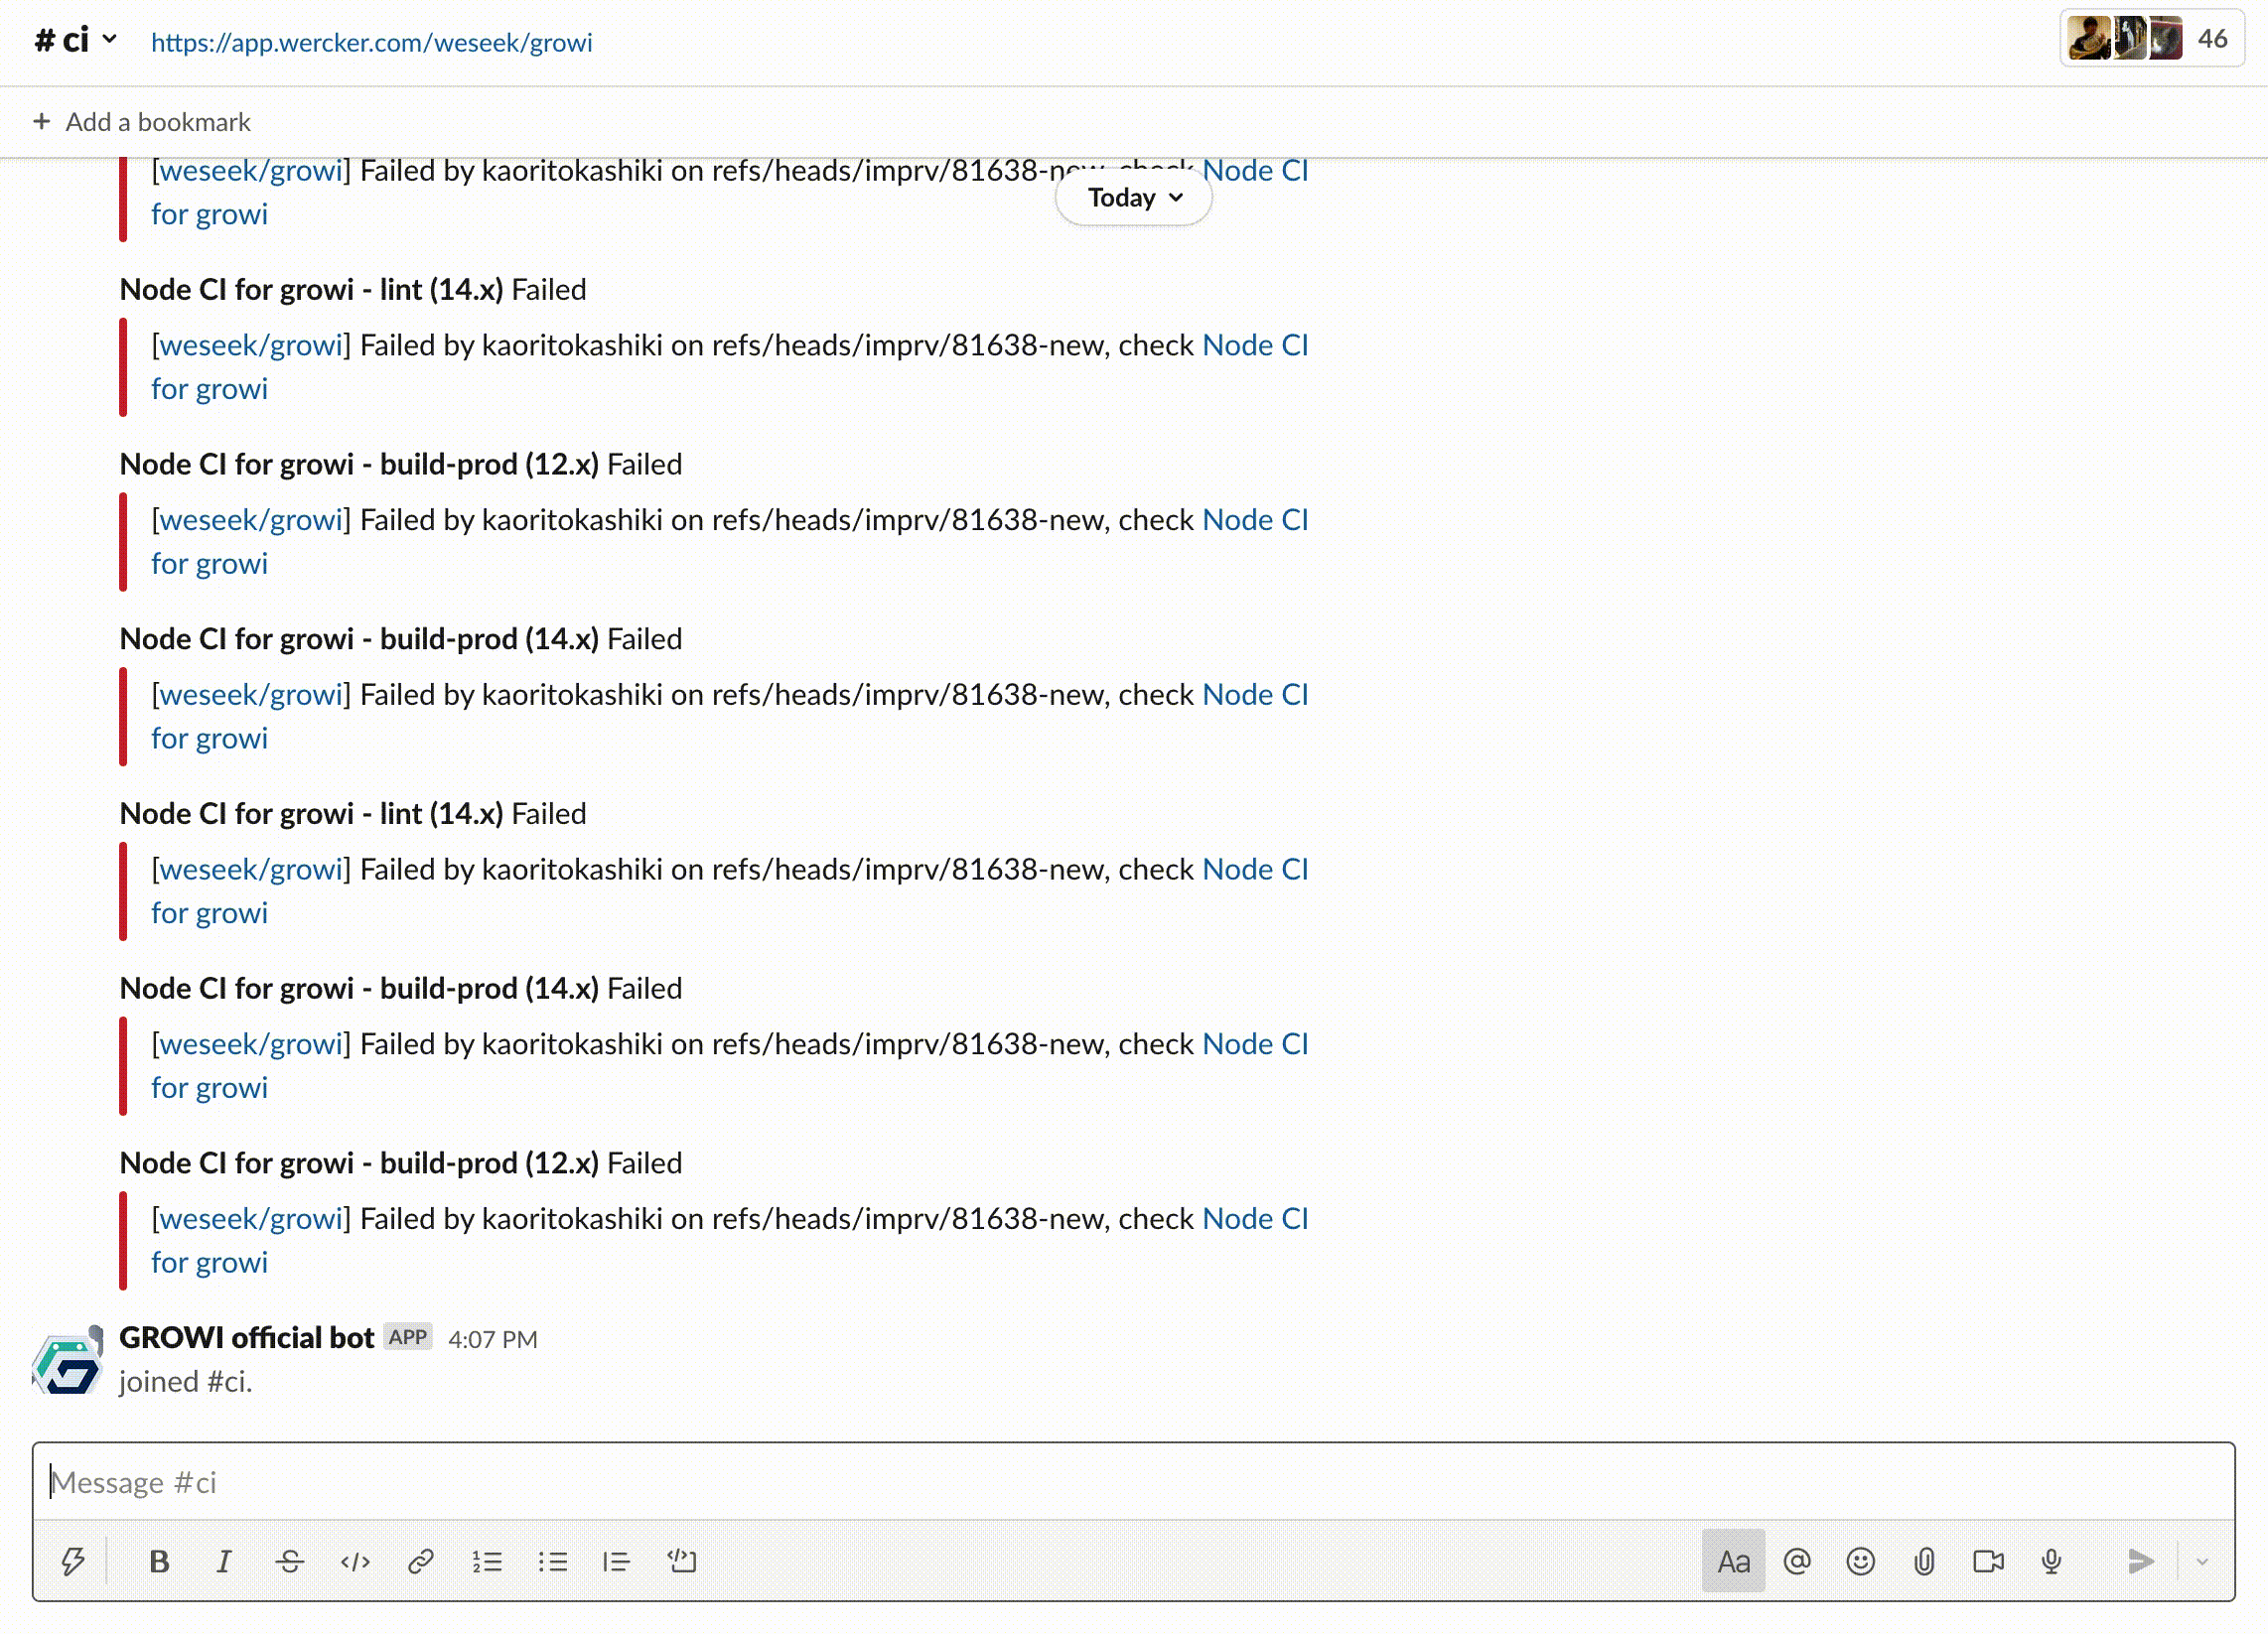 # ci https://app.wercker.com/weseek/growi 46
+ Add a bookmark
[weseek/growi] Failed by kaoritokashiki on refs/heads/imprv/81638-new, check Node CI
for growi
Today
Node CI for growi - lint (14.x) Failed
[weseek/growi] Failed by kaoritokashiki on refs/heads/imprv/81638-new, check Node CI
for growi
Node CI for growi - build-prod (12.x) Failed
[weseek/growi] Failed by kaoritokashiki on refs/heads/imprv/81638-new, check Node CI
for growi
Node CI for growi - build-prod (14.x) Failed
[weseek/growi] Failed by kaoritokashiki on refs/heads/imprv/81638-new, check Node CI
for growi
Node CI for growi - lint (14.x) Failed
[weseek/growi] Failed by kaoritokashiki on refs/heads/imprv/81638-new, check Node CI
for growi
Node CI for growi - build-prod (14.x) Failed
[weseek/growi] Failed by kaoritokashiki on refs/heads/imprv/81638-new, check Node CI
for growi
Node CI for growi - build-prod (12.x) Failed
[weseek/growi] Failed by kaoritokashiki on refs/heads/imprv/81638-new, check Node CI
for growi
GROWI official bot APP 4:07 PM
joined #ci.
Message #ci
B I S </> Aa @